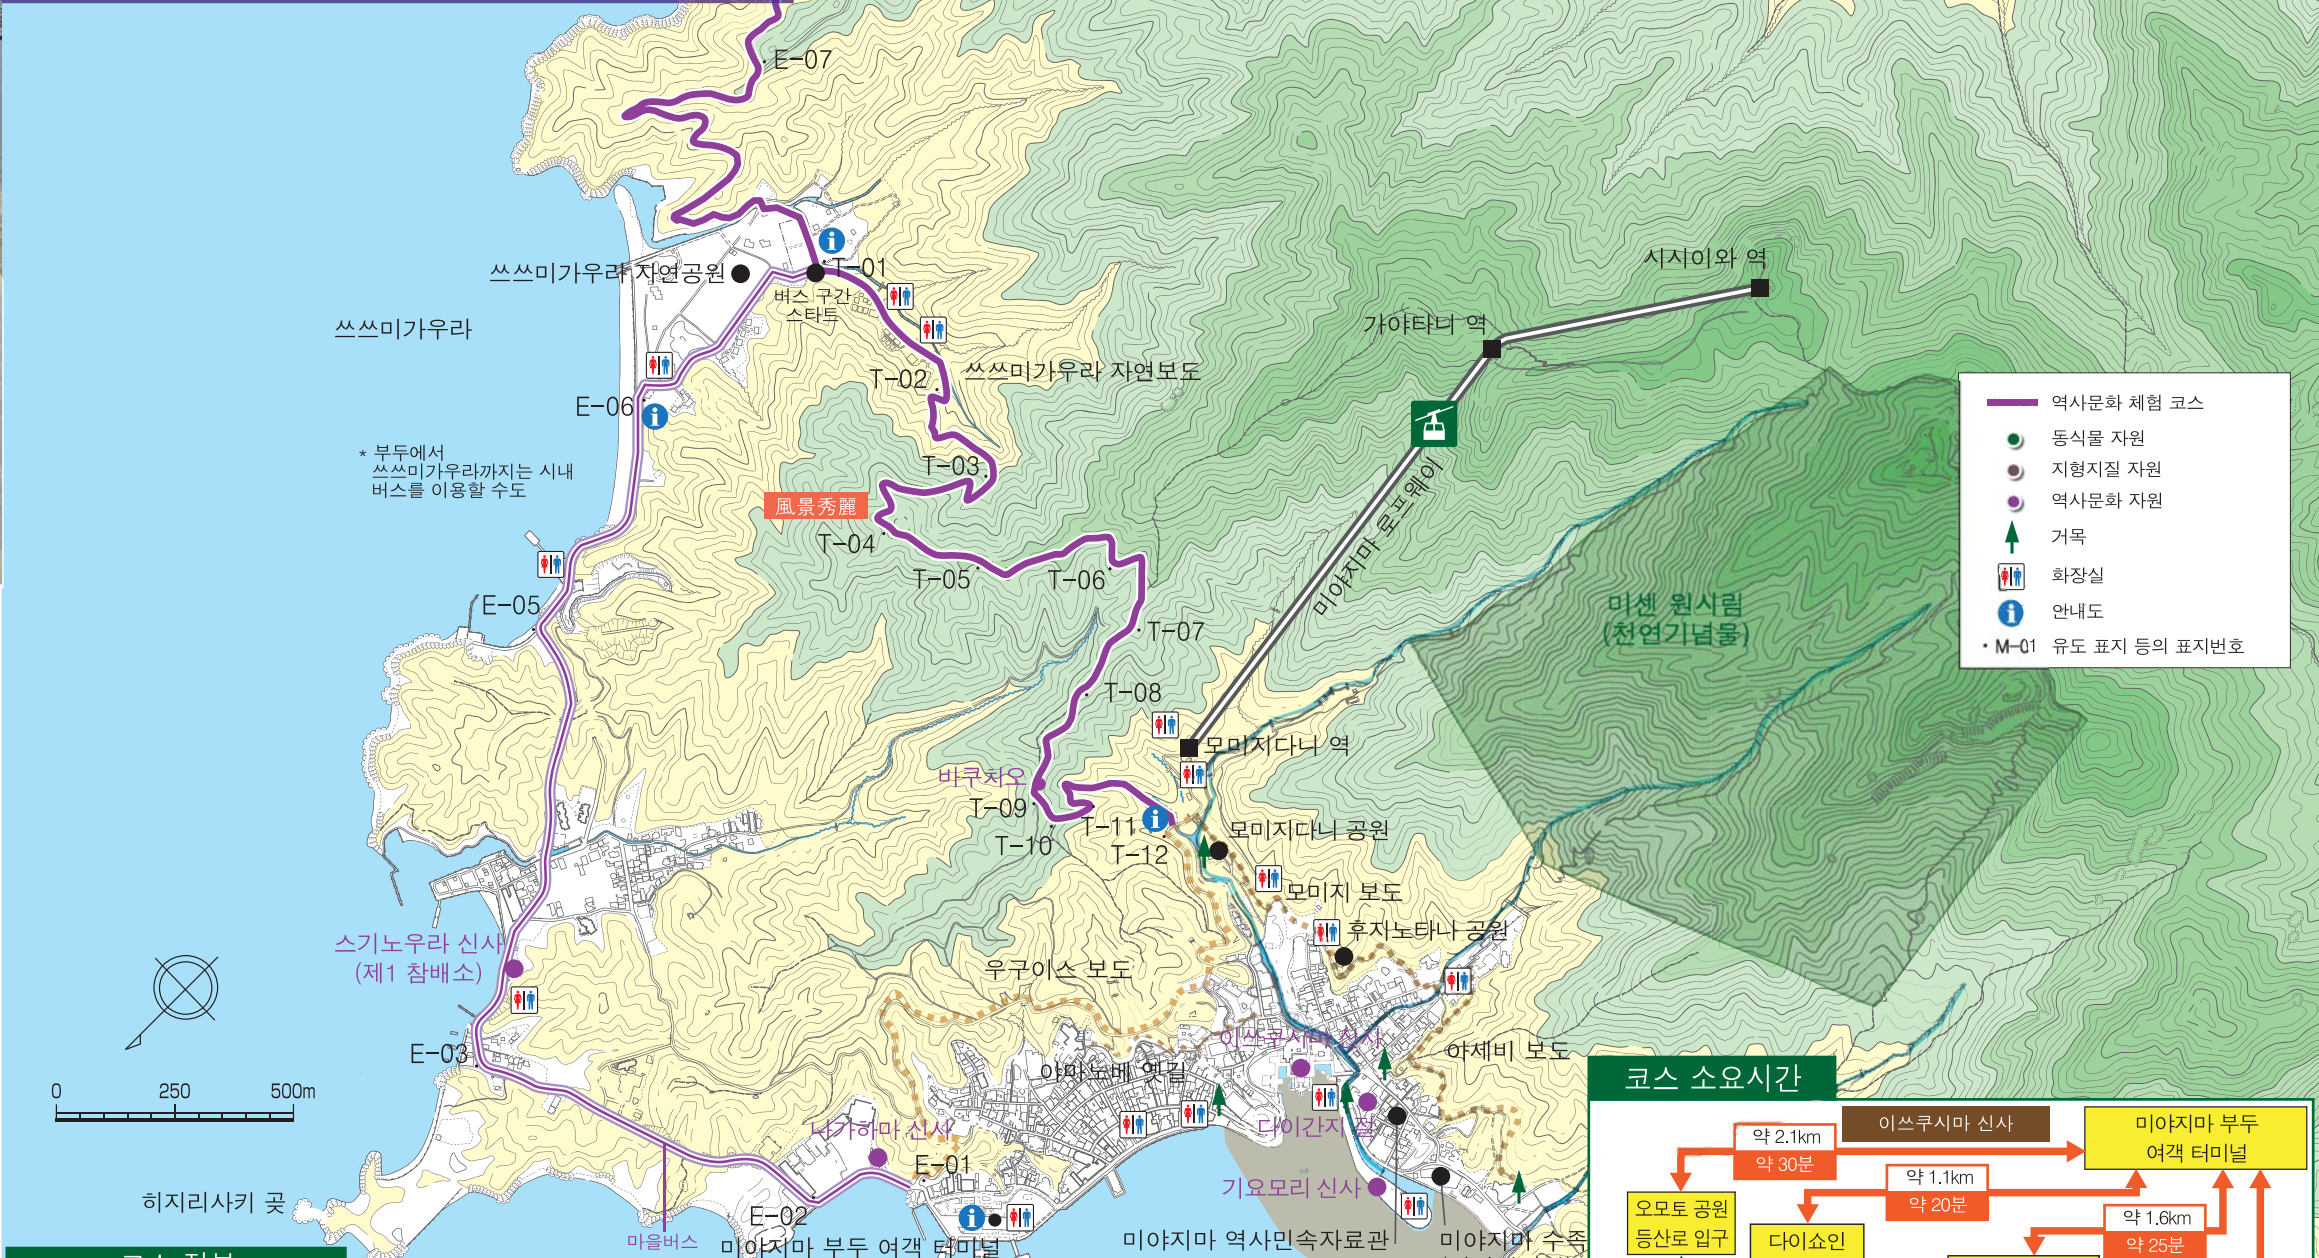 E-07
쓰쓰미가우라 자연공원
T-01
버스 구간
스타트
시시이와 역
가야타니 역
쓰쓰미가우라
T-02
쓰쓰미가우라 자연보도
E-06
* 부두에서
쓰쓰미가우라까지는 시내
버스를 이용할 수도
T-03
風景秀麗
T-04
T-05
T-06
미야지마 로프웨이
E-05
T-07
T-08
미센 원시림
(천연기념물)
역사문화 체험 코스
동식물 자원
지형지질 자원
역사문화 자원
거목
화장실
안내도
M-01 유도 표지 등의 표지번호
모미지다니 역
바쿠치오
T-09
T-10
T-11
T-12
모미지다니 공원
모미지 보도
후지노타나 공원
스기노우라 신사
(제1 참배소)
우구이스 보도
E-03
이쓰쿠시마 신사
야마노베 옛길
아세비 보도
0 250 500m
나가하마 신사
다이간지 절
E-01
기요모리 신사
히지리사키 곶
E-02
마을버스
미야지마 부두 여객 터미널
미야지마 역사민속자료관
미야지마 수족
코스 소요시간
이쓰쿠시마 신사
미야지마 부두
여객 터미널
약 2.1km
약 30분
약 1.1km
약 20분
약 1.6km
약 25분
오모토 공원
등산로 입구
다이쇼인